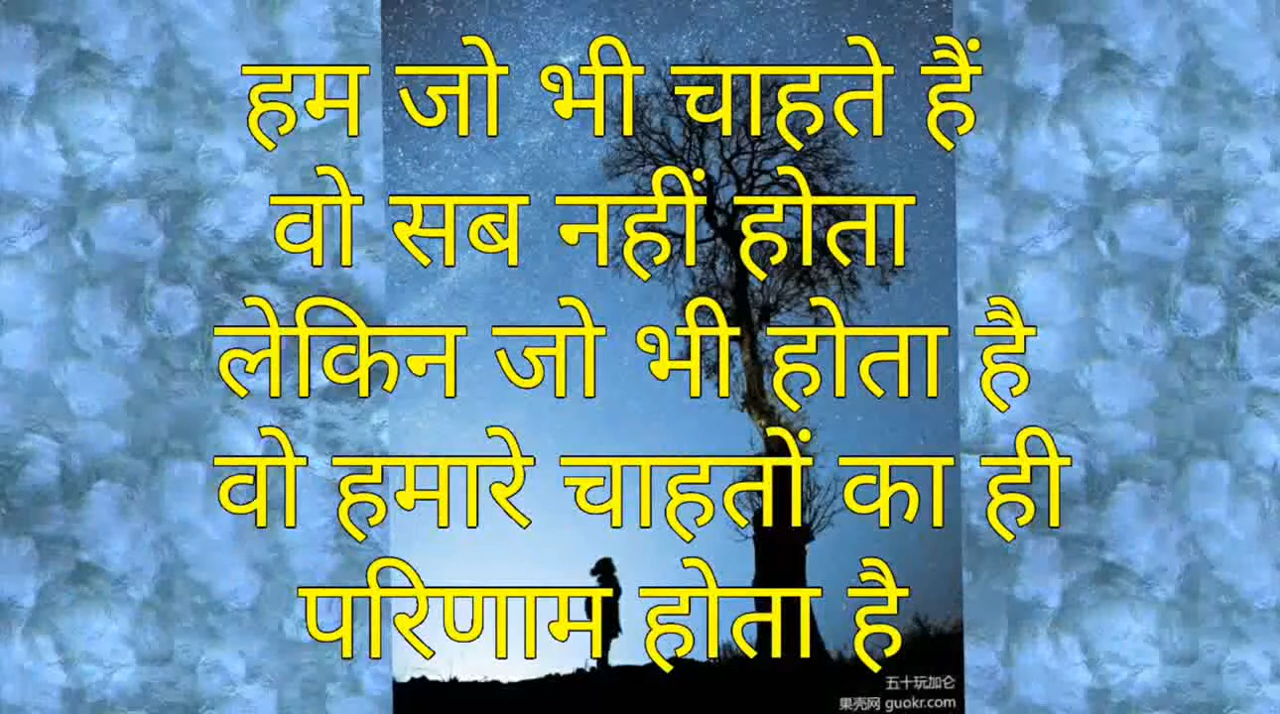 हम जो भी चाहते हैं
वो सब नहीं होता
लेकिन जो भी होता है
वो हमारे चाहतों का ही
परिणाम होता है
五十玩加仑
果壳网 guokr.com